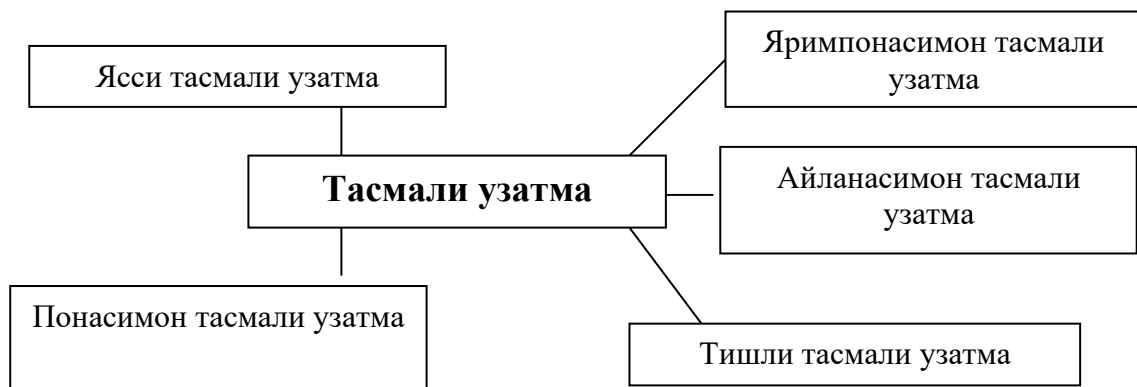 Ясси тасмали узатма
Яримпонасимон тасмали
узатма
Тасмали узатма
Айланасимон тасмали
узатма
Понасимон тасмали узатма
Тишли тасмали узатма